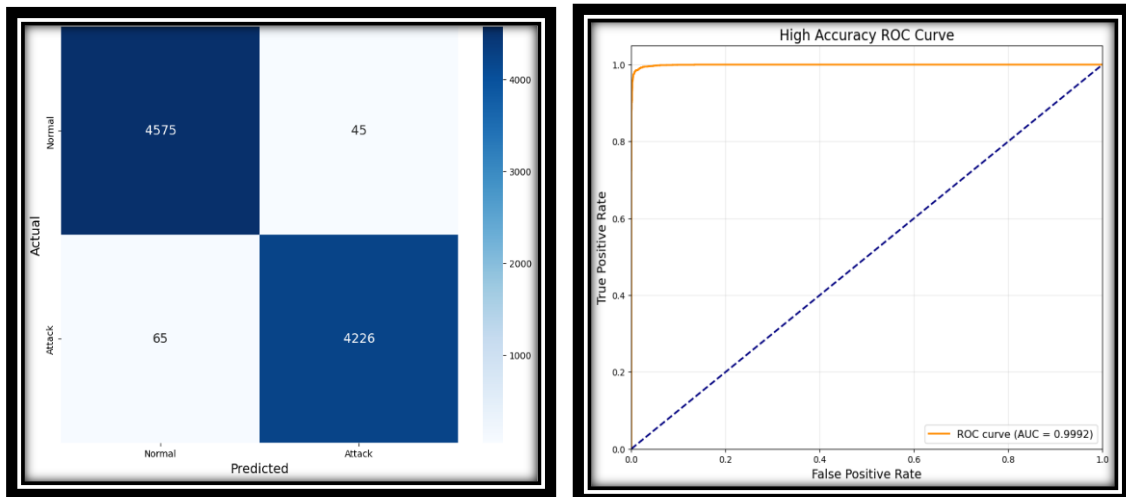 Normal
4575
45
Attack
65
4226
Actual
Normal
Attack
Predicted
4000
3000
2000
1000
High Accuracy ROC Curve
1.0
0.8
0.6
0.4
0.2
0.0
True Positive Rate
0.0
0.2
0.4
0.6
0.8
1.0
False Positive Rate
ROC curve (AUC = 0.9992)